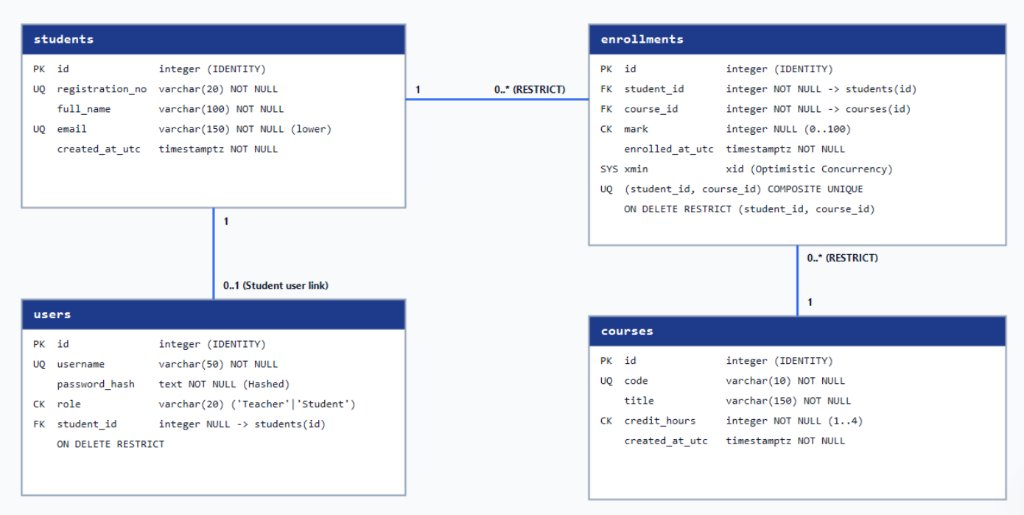 students
PK id integer (IDENTITY)
UQ registration_no varchar(20) NOT NULL
full_name varchar(100) NOT NULL
UQ email varchar(150) NOT NULL (lower)
created_at_utc timestamptz NOT NULL
1 0..* (RESTRICT)
enrollments
PK id integer (IDENTITY)
FK student_id integer NOT NULL -> students(id)
FK course_id integer NOT NULL -> courses(id)
CK mark integer NULL (0..100)
enrolled_at_utc timestamptz NOT NULL
SYS xmin xid (Optimistic Concurrency)
UQ (student_id, course_id) COMPOSITE UNIQUE
ON DELETE RESTRICT (student_id, course_id)
1
0..1 (Student user link)
users
PK id integer (IDENTITY)
UQ username varchar(50) NOT NULL
password_hash text NOT NULL (Hashed)
CK role varchar(20) ('Teacher'|'Student')
FK student_id integer NULL -> students(id)
ON DELETE RESTRICT
0..* (RESTRICT)
1
courses
PK id integer (IDENTITY)
UQ code varchar(10) NOT NULL
title varchar(150) NOT NULL
CK credit_hours integer NOT NULL (1..4)
created_at_utc timestamptz NOT NULL